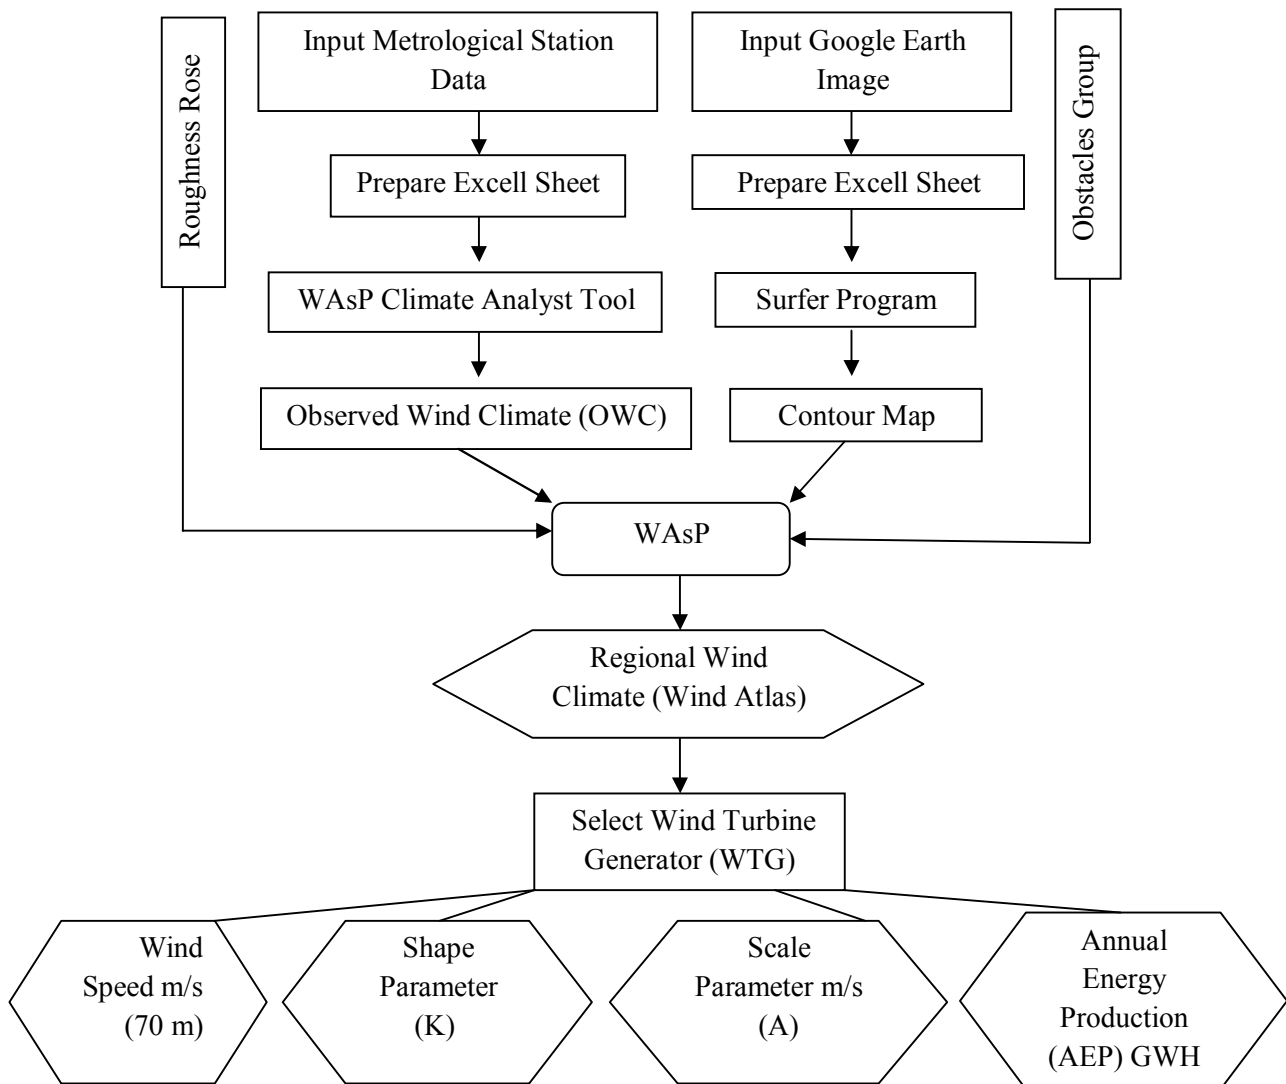 Roughness Rose
Input Metrological Station
Data
Input Google Earth
Image
Obstacles Group
Prepare Excell Sheet
Prepare Excell Sheet
WAsP Climate Analyst Tool
Surfer Program
Observed Wind Climate (OWC)
Contour Map
WAsP
Regional Wind
Climate (Wind Atlas)
Select Wind Turbine
Generator (WTG)
Wind
Speed m/s
(70 m)
Shape
Parameter
(K)
Scale
Parameter m/s
(A)
Annual
Energy
Production
(AEP) GWH